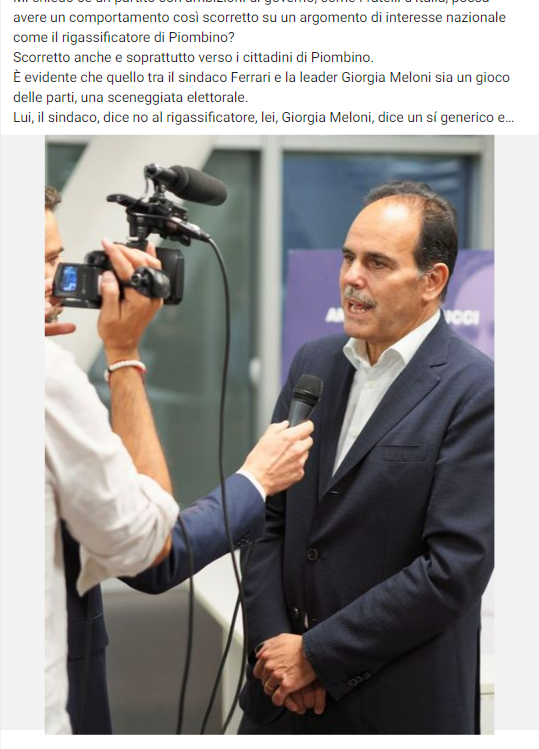 avere un comportamento così scorretto su un argomento di interesse nazionale
come il rigassificatore di Piombino?
Scorretto anche e soprattutto verso i cittadini di Piombino.
È evidente che quello tra il sindaco Ferrari e la leader Giorgia Meloni sia un gioco
delle parti, una sceneggiata elettorale.
Lui, il sindaco, dice no al rigassificatore, lei, Giorgia Meloni, dice un sí generico e...